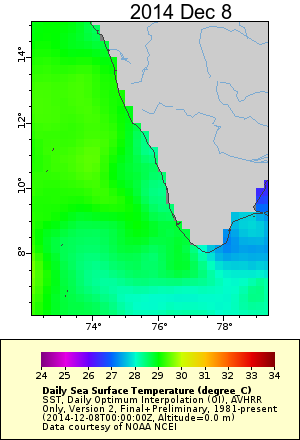 2014 Dec 8
14°
12°
10°
8°
74° 76° 78°
24 25 26 27 28 29 30 31 32 33 34
Daily Sea Surface Temperature (degree_C)
SST, Daily Optimum Interpolation (OI), AVHRR
Only, Version 2, Final+Preliminary, 1981-present
(2014-12-08T00:00:00Z, Altitude=0.0 m)
Data courtesy of NOAA NCEI